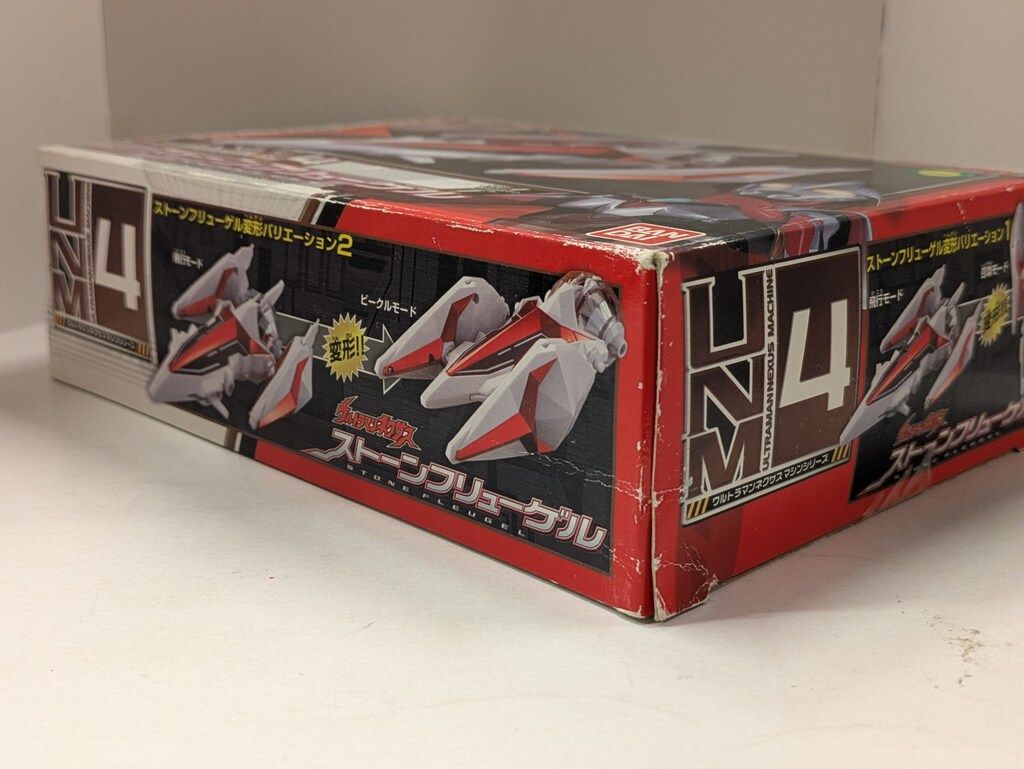 BAN
DAI
UNM
4
ストーンフリューゲル変形バリエーション2
飛行モード
変形!!
ビークルモード
ウルトラマンネクサス
ストーンフリューゲル
STONE FLEUGEL
UNM
4
ULTRAMAN NEXUS MACHINE
ウルトラマンネクサス マシンシリーズ
ストーンフリューゲル変形バリエーション1
飛行モード